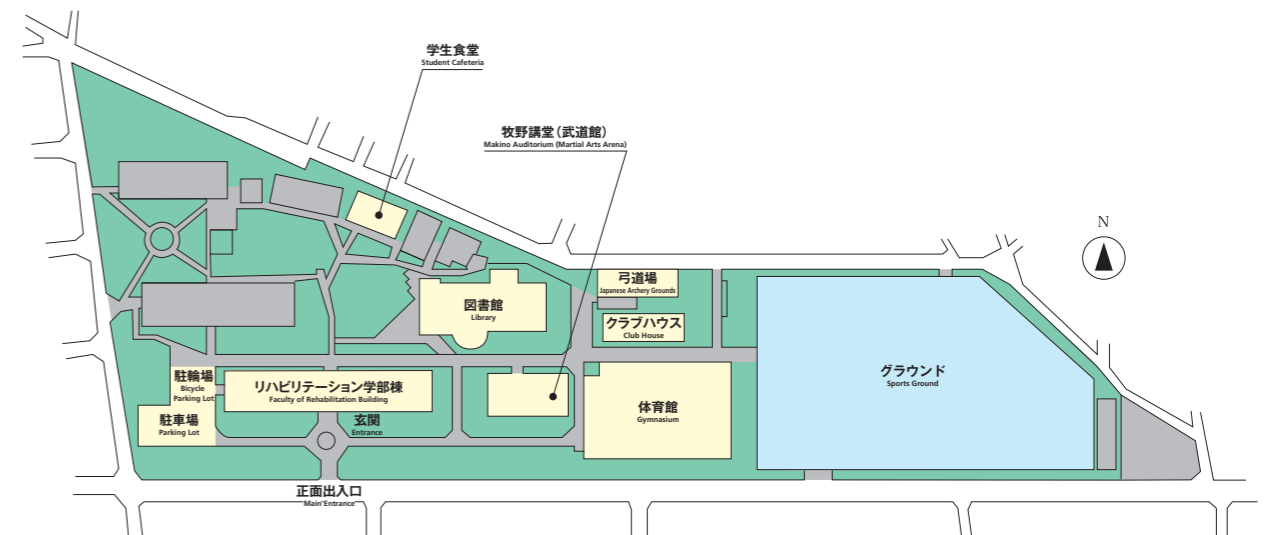 学生食堂
Student Cafeteria
牧野講堂（武道館）
Makino Auditorium (Martial Arts Arena)
N
弓道場
Japanese Archery Grounds
図書館
Library
クラブハウス
Club House
グラウンド
Sports Ground
駐輪場
Bicycle
Parking Lot
リハビリテーション学部棟
Faculty of Rehabilitation Building
体育館
Gymnasium
駐車場
Parking Lot
玄関
Entrance
正面出入口
Main Entrance